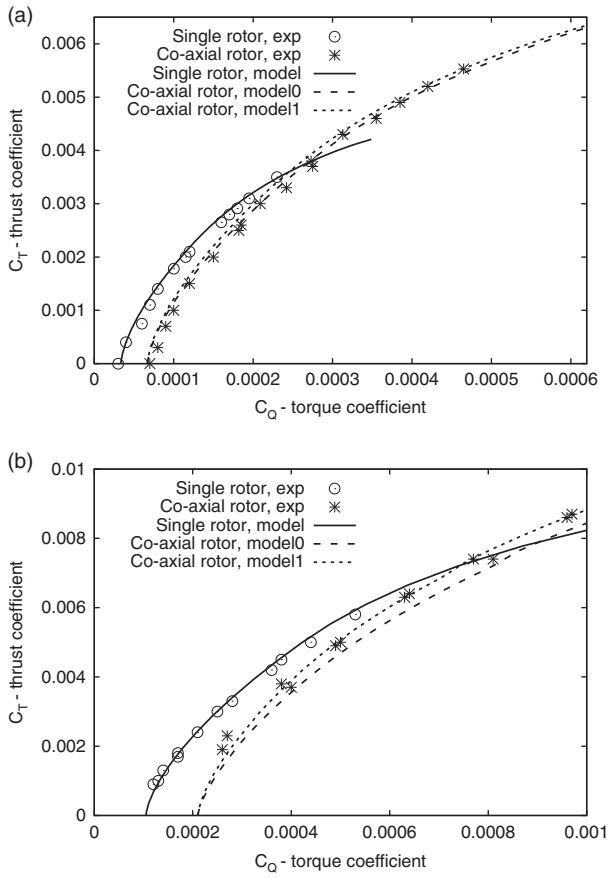 (a)
0.006
0.005
0.004
0.003
0.002
0.001
0
C_T - thrust coefficient
Single rotor, exp
Co-axial rotor, exp
Single rotor, model
Co-axial rotor, model0
Co-axial rotor, model1
0 0.0001 0.0002 0.0003 0.0004 0.0005 0.0006
C_Q - torque coefficient
(b)
0.01
0.008
0.006
0.004
0.002
0
C_T - thrust coefficient
Single rotor, exp
Co-axial rotor, exp
Single rotor, model
Co-axial rotor, model0
Co-axial rotor, model1
0 0.0002 0.0004 0.0006 0.0008 0.001
C_Q - torque coefficient